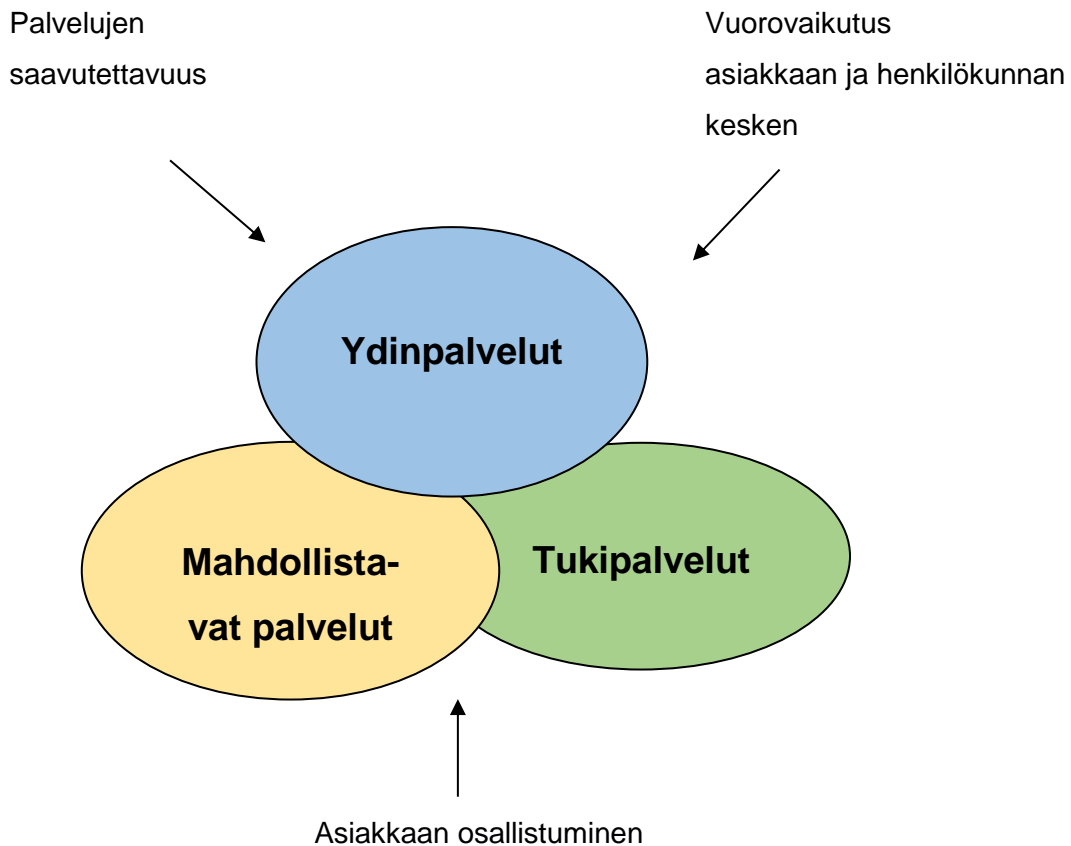 Palvelujen
saavutettavuus
Vuorovaikutus
asiakkaan ja henkilökunnan
kesken
Ydinpalvelut
Mahdollista-
vat palvelut
Tukipalvelut
Asiakkaan osallistuminen